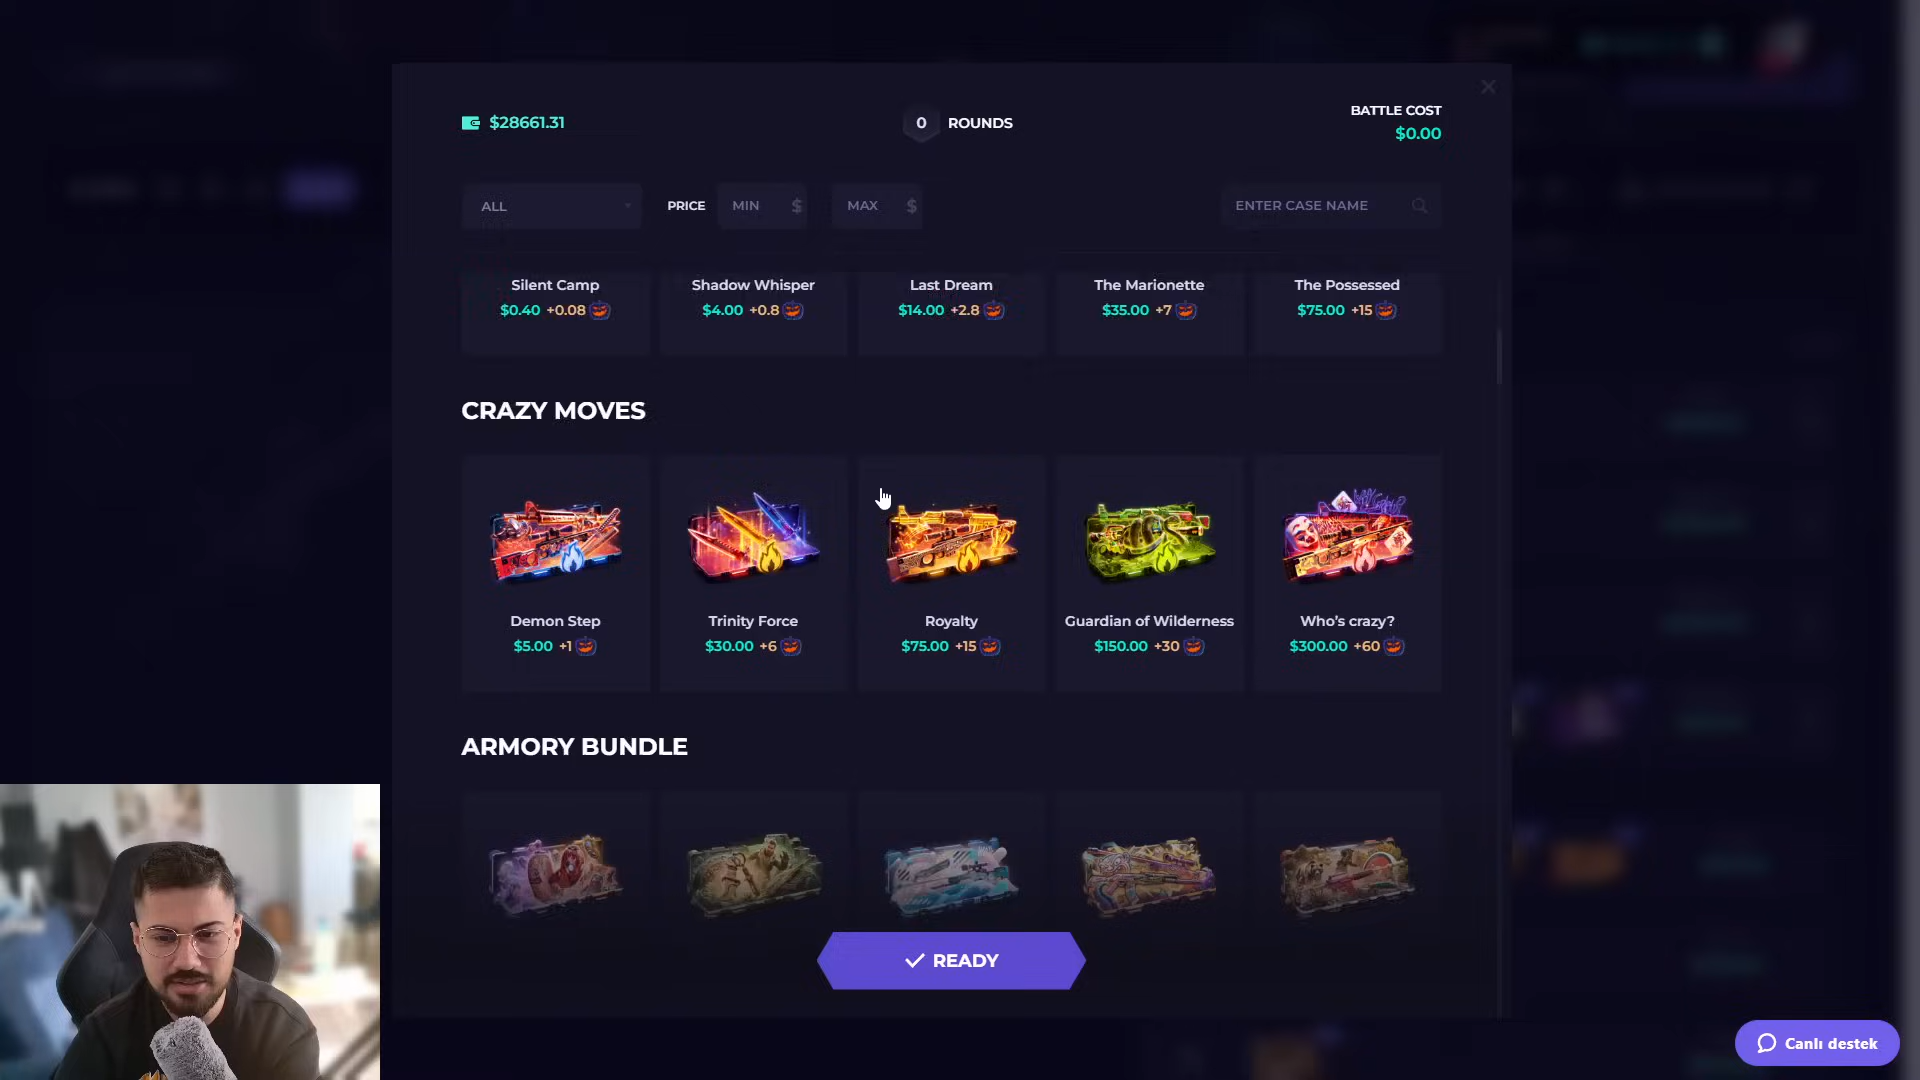 $28661.31
0 ROUNDS
BATTLE COST
$0.00
ALL
PRICE
MIN $
MAX $
ENTER CASE NAME
Silent Camp
$0.40 +0.08
Shadow Whisper
$4.00 +0.8
Last Dream
$14.00 +2.8
The Marionette
$35.00 +7
The Possessed
$75.00 +15
CRAZY MOVES
Demon Step
$5.00 +1
Trinity Force
$30.00 +6
Royalty
$75.00 +15
Guardian of Wilderness
$150.00 +30
Who's crazy?
$300.00 +60
ARMORY BUNDLE
READY
Canlı destek